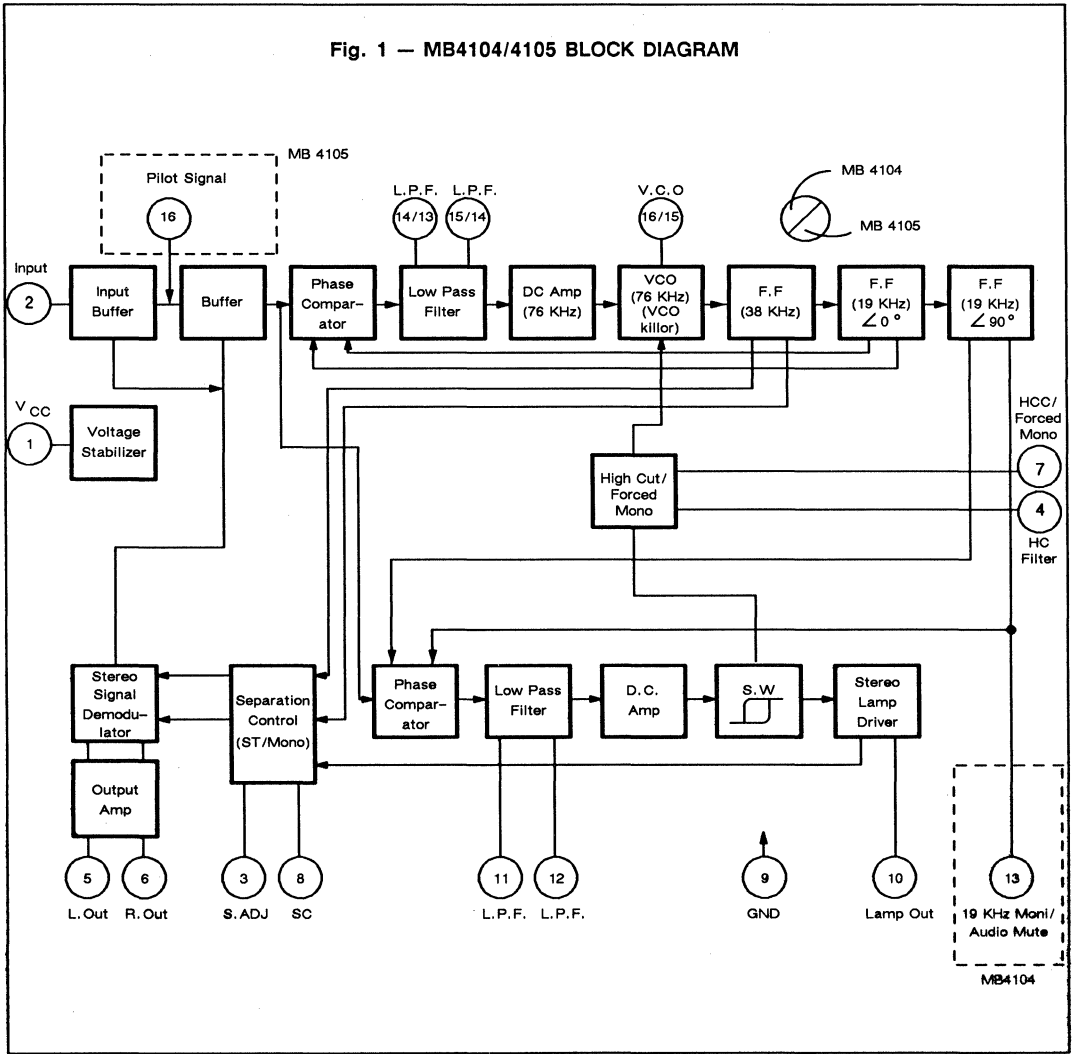 Fig. 1 — MB4104/4105 BLOCK DIAGRAM
MB 4105
Pilot Signal
16
L.P.F.
14/13
L.P.F.
15/14
V.C.O
16/15
MB 4104
MB 4105
Input
2
Input
Buffer
Buffer
Phase
Compar-
ator
Low Pass
Filter
DC Amp
(76 KHz)
VCO
(76 KHz)
(VCO
killor)
F.F
(38 KHz)
F.F
(19 KHz)
∠0°
F.F
(19 KHz)
∠90°
VCC
1
Voltage
Stabilizer
High Cut/
Forced
Mono
HCC/
Forced
Mono
7
4
HC
Filter
Stereo
Signal
Demodu-
lator
Separation
Control
(ST/Mono)
Phase
Compar-
ator
Low Pass
Filter
D.C.
Amp
S.W
Stereo
Lamp
Driver
Output
Amp
5
L.Out
6
R.Out
3
S.ADJ
8
SC
11
L.P.F.
12
L.P.F.
9
GND
10
Lamp Out
13
19 KHz Moni/
Audio Mute
MB4104